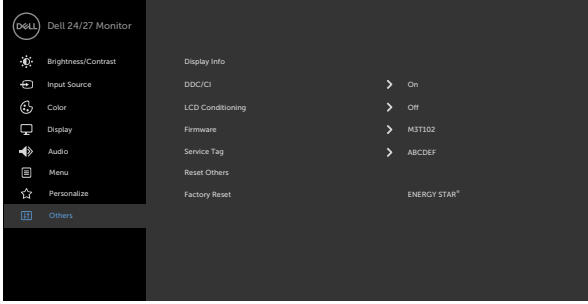 DELL Dell 24/27 Monitor
Brightness/Contrast Display Info
Input Source DDC/CI On
Color LCD Conditioning Off
Display Firmware M3T102
Audio Service Tag ABCDEF
Menu Reset Others
Personalize Factory Reset ENERGY STAR®
Others